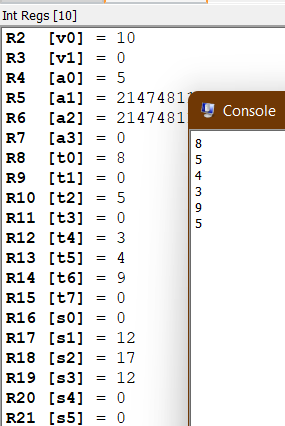 Int Regs [10]
R2 [v0] = 10
R3 [v1] = 0
R4 [a0] = 5
R5 [a1] = 2147481
R6 [a2] = 2147481
R7 [a3] = 0
R8 [t0] = 8
R9 [t1] = 0
R10 [t2] = 5
R11 [t3] = 0
R12 [t4] = 3
R13 [t5] = 4
R14 [t6] = 9
R15 [t7] = 0
R16 [s0] = 0
R17 [s1] = 12
R18 [s2] = 17
R19 [s3] = 12
R20 [s4] = 0
R21 [s5] = 0
Console
8
5
4
3
9
5